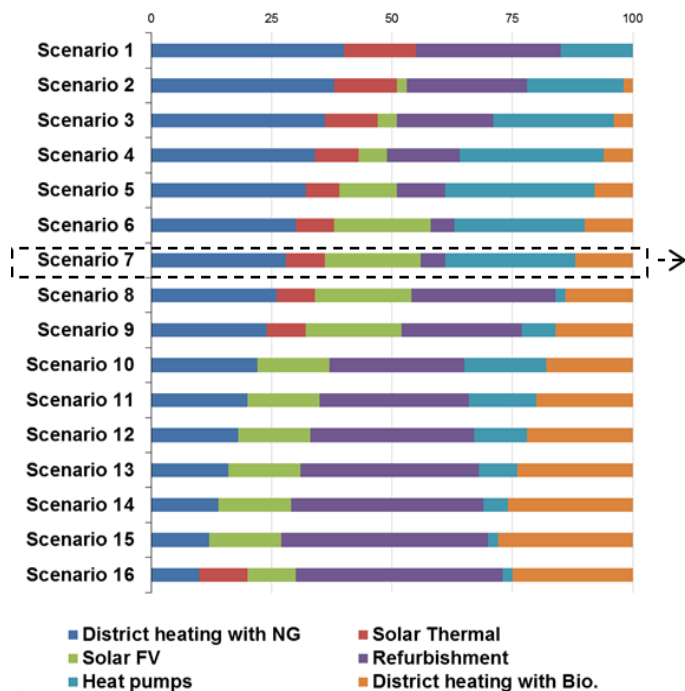 0 25 50 75 100
Scenario 1
Scenario 2
Scenario 3
Scenario 4
Scenario 5
Scenario 6
Scenario 7
Scenario 8
Scenario 9
Scenario 10
Scenario 11
Scenario 12
Scenario 13
Scenario 14
Scenario 15
Scenario 16
District heating with NG Solar Thermal
Solar FV Refurbishment
Heat pumps District heating with Bio.